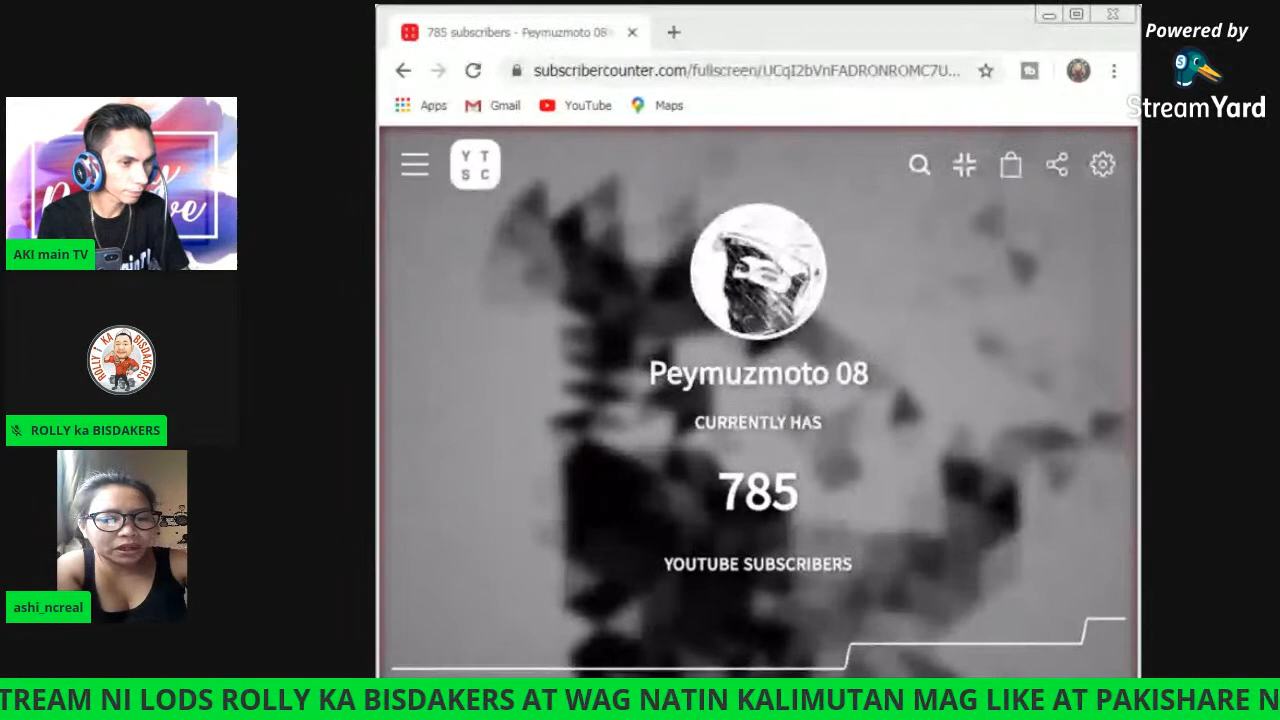 785 subscribers - Peymuzmoto 08
subscribercounter.com/fullscreen/UCqI2bVnFADRONROMC7U...
Apps Gmail YouTube Maps
Powered by
StreamYard
Y T
S C
AKI main TV
Peymuzmoto 08
CURRENTLY HAS
ROLLY ka BISDAKERS
785
YOUTUBE SUBSCRIBERS
ashi_ncreal
TREAM NI LODS ROLLY KA BISDAKERS AT WAG NATIN KALIMUTAN MAG LIKE AT PAKISHARE N